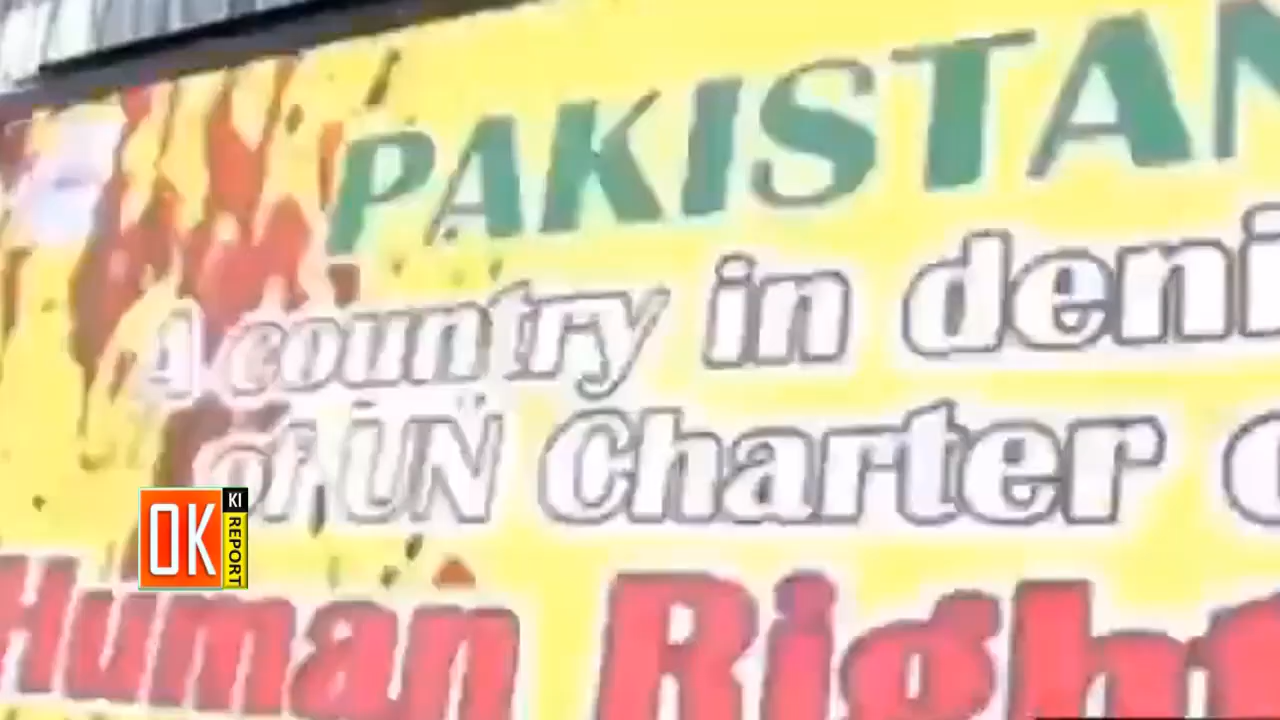 PAKISTAN
A country in deni
of UN Charter
Human Right
OK
KI
REPORT